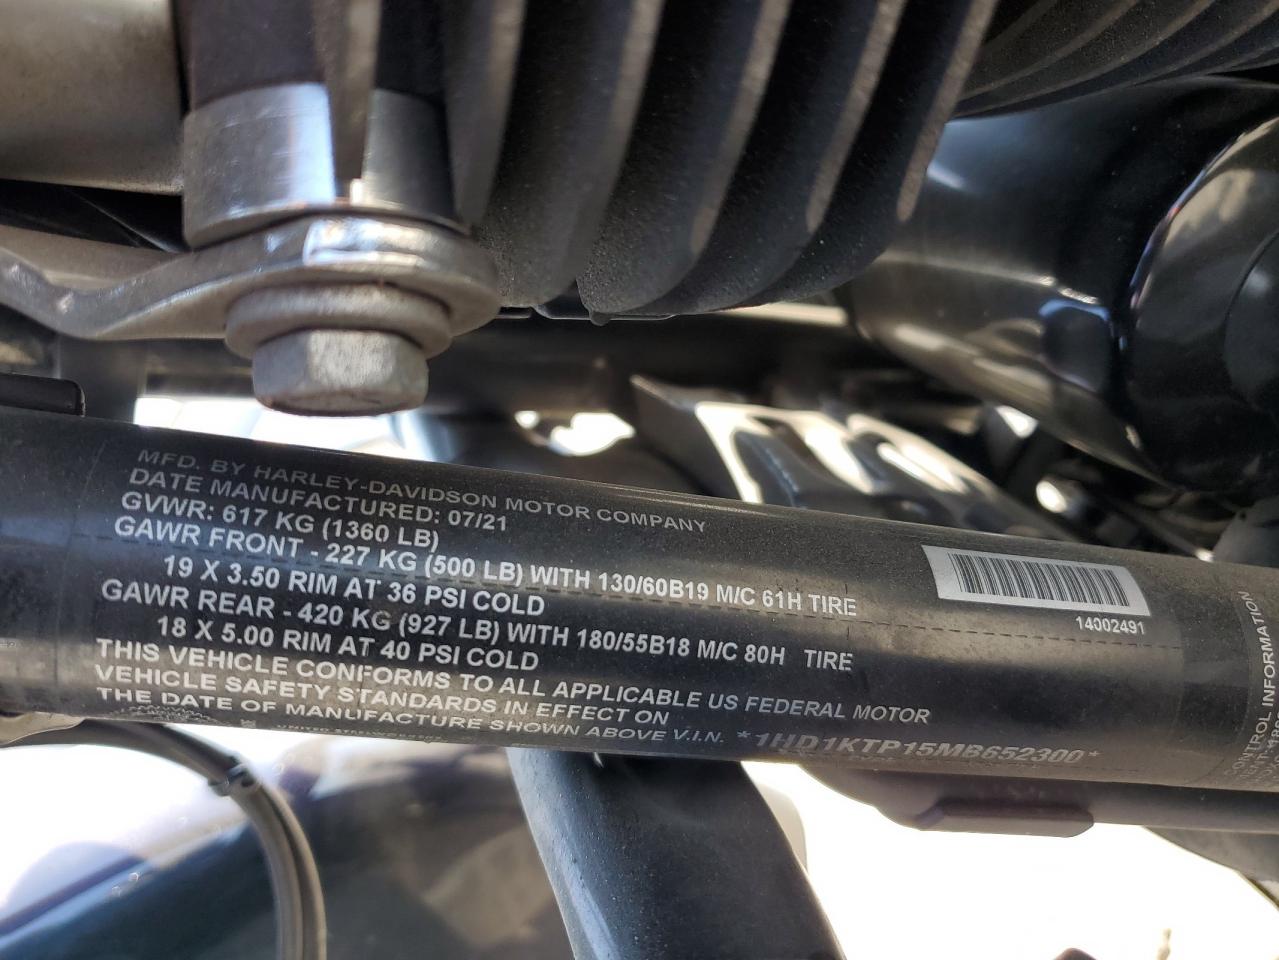 MFD. BY HARLEY-DAVIDSON MOTOR COMPANY
DATE MANUFACTURED: 07/21
GVWR: 617 KG (1360 LB)
GAWR FRONT - 227 KG (500 LB) WITH 130/60B19 M/C 61H TIRE
19 X 3.50 RIM AT 36 PSI COLD
GAWR REAR - 420 KG (927 LB) WITH 180/55B18 M/C 80H TIRE
18 X 5.00 RIM AT 40 PSI COLD
THIS VEHICLE CONFORMS TO ALL APPLICABLE US FEDERAL MOTOR
VEHICLE SAFETY STANDARDS IN EFFECT ON
THE DATE OF MANUFACTURE SHOWN ABOVE V.I.N. *1HD1KTP15MB652300*
14002491
CONTROL INFORMATION